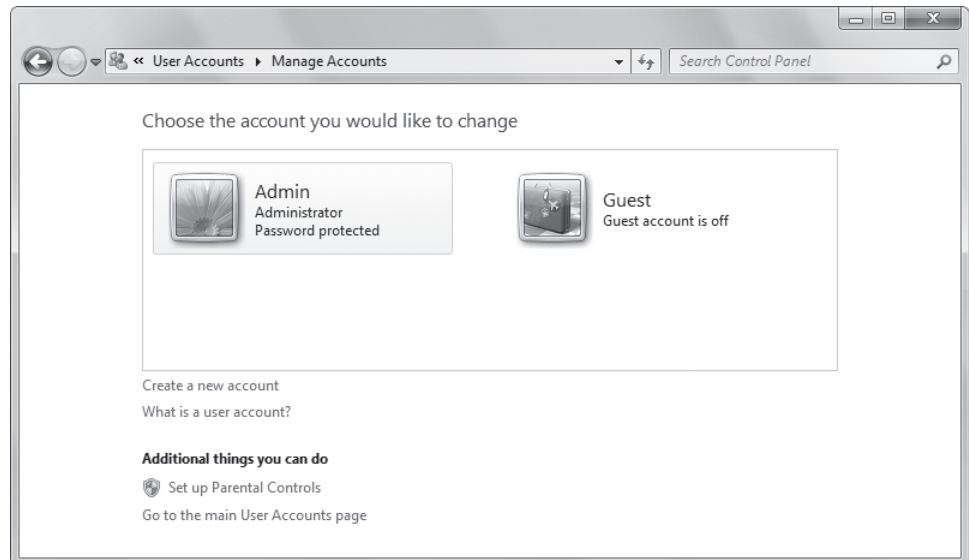 « User Accounts ▸ Manage Accounts
Search Control Panel
Choose the account you would like to change
Admin
Administrator
Password protected
Guest
Guest account is off
Create a new account
What is a user account?
Additional things you can do
Set up Parental Controls
Go to the main User Accounts page